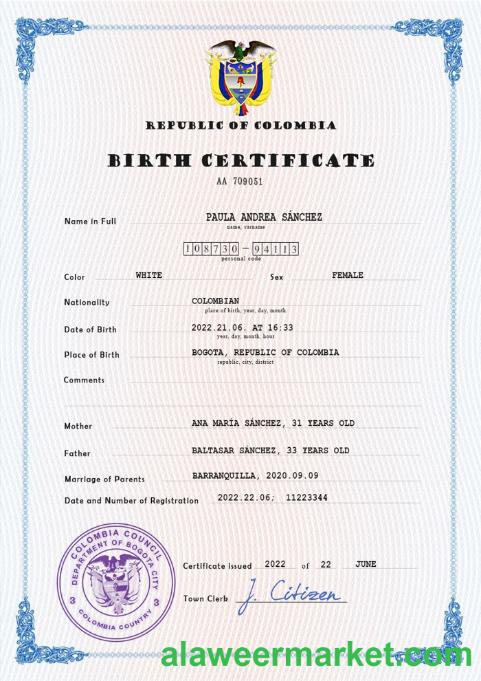 REPUBLIC OF COLOMBIA
BIRTH CERTIFICATE
AA 709051
Name in Full PAULA ANDREA SÁNCHEZ
name, surname
108730-94113
personal code
Color WHITE Sex FEMALE
Nationality COLOMBIAN
place of birth, year, day, month
Date of Birth 2022.21.06. AT 16:33
year, day, month, hour
Place of Birth BOGOTA, REPUBLIC OF COLOMBIA
republic, city, district
Comments
Mother ANA MARÍA SÁNCHEZ, 31 YEARS OLD
Father BALTASAR SÁNCHEZ, 33 YEARS OLD
Marriage of Parents BARRANQUILLA, 2020.09.09
Date and Number of Registration 2022.22.06; 11223344
COLOMBIA COUNCIL
DEPARTMENT OF BOGOTA CITY
3 3
COLOMBIA COUNTRY
Certificate issued 2022 of 22 JUNE
Town Clerk J. Citizen
alaweermarket.com